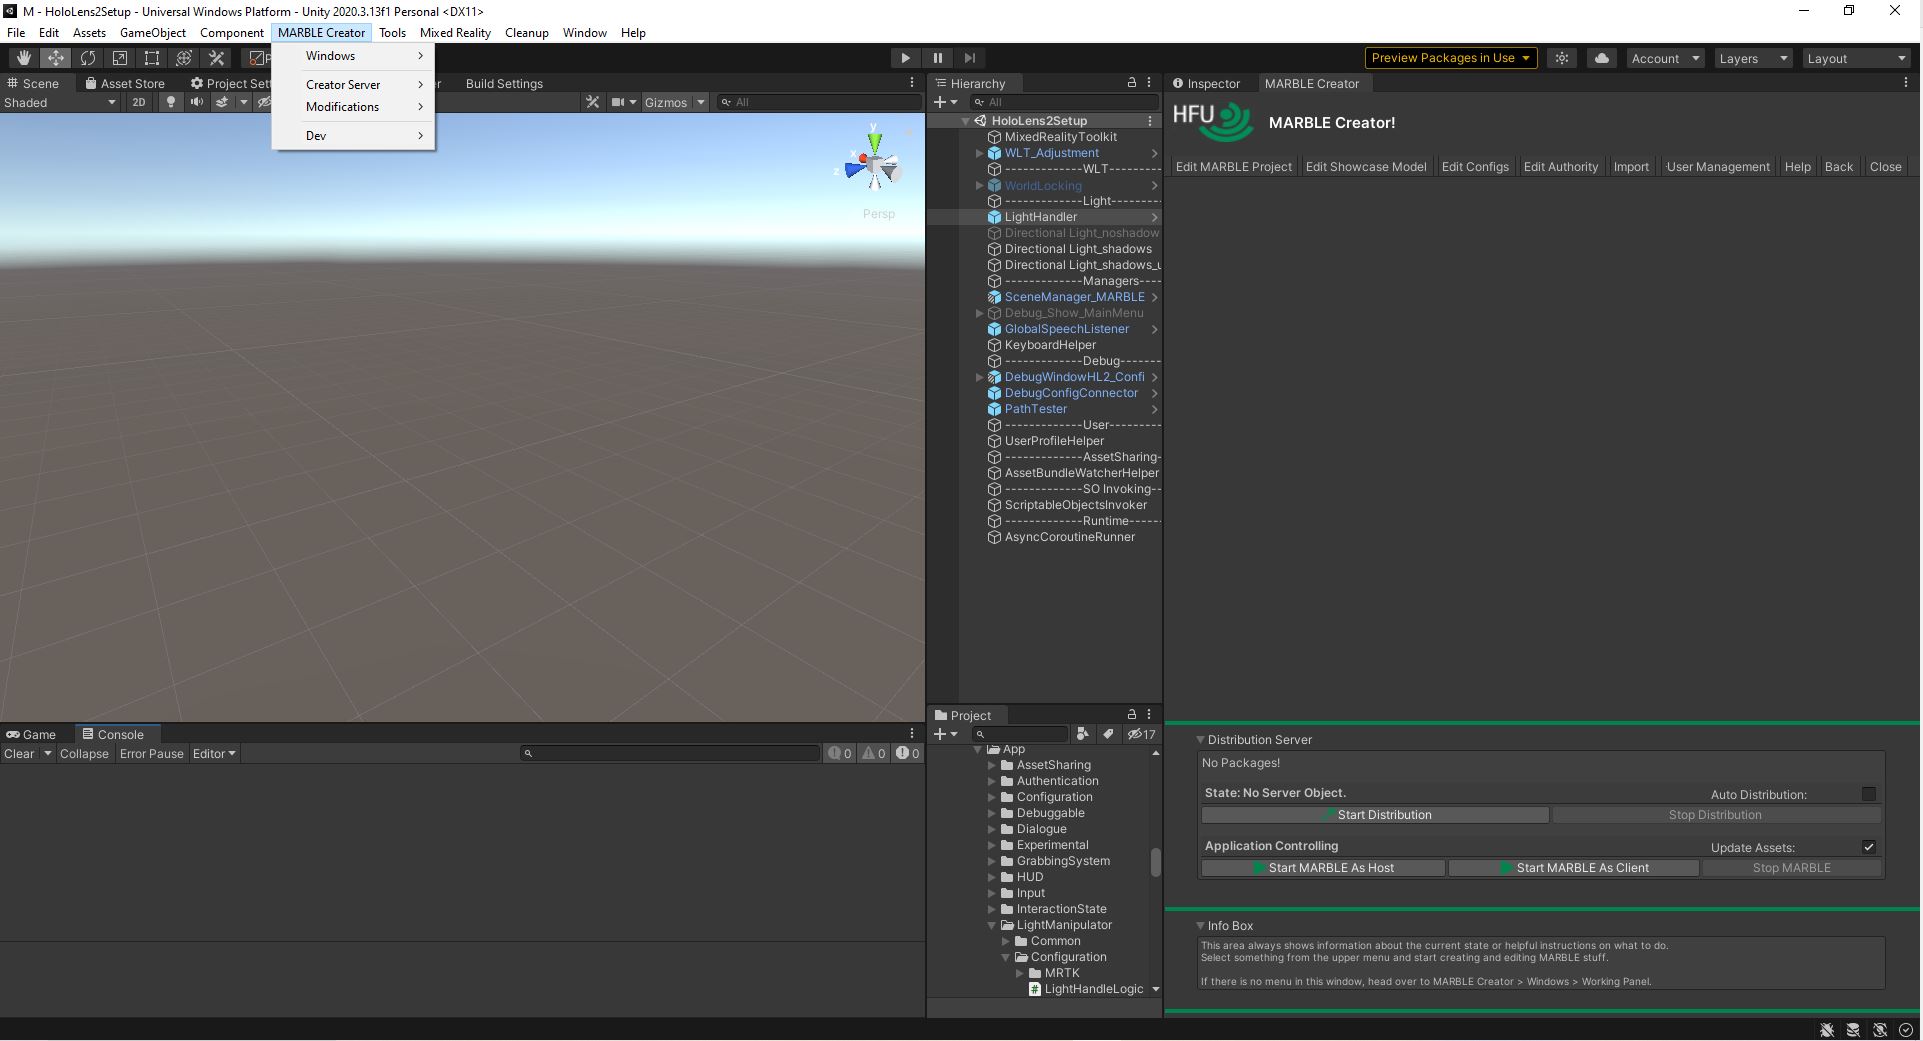 M - HoloLens2Setup - Universal Windows Platform - Unity 2020.3.13f1 Personal <DX11>
File Edit Assets GameObject Component MARBLE Creator Tools Mixed Reality Cleanup Window Help
Windows
Creator Server
Modifications
Dev
Preview Packages in Use
Account
Layers
Layout
Scene Asset Store Project Sett Build Settings
Shaded 2D Gizmos All
y
x
z
Persp
Hierarchy
All
HoloLens2Setup
MixedRealityToolkit
WLT_Adjustment
-------------WLT--------
WorldLocking
-------------Light--------
LightHandler
Directional Light_noshadow
Directional Light_shadows
Directional Light_shadows_u
-------------Managers----
SceneManager_MARBLE
Debug_Show_MainMenu
GlobalSpeechListener
KeyboardHelper
-------------Debug-------
DebugWindowHL2_Confi
DebugConfigConnector
PathTester
-------------User---------
UserProfileHelper
-------------AssetSharing-
AssetBundleWatcherHelper
-------------SO Invoking--
ScriptableObjectsInvoker
-------------Runtime-----
AsyncCoroutineRunner
Inspector MARBLE Creator
HFU
MARBLE Creator!
Edit MARBLE Project Edit Showcase Model Edit Configs Edit Authority Import User Management Help Back Close
Game Console
Clear Collapse Error Pause Editor 0 0 0
Project
17
App
AssetSharing
Authentication
Configuration
Debuggable
Dialogue
Experimental
GrabbingSystem
HUD
Input
InteractionState
LightManipulator
Common
Configuration
MRTK
LightHandleLogic
Distribution Server
No Packages!
State: No Server Object. Auto Distribution:
Start Distribution Stop Distribution
Application Controlling Update Assets:
Start MARBLE As Host Start MARBLE As Client Stop MARBLE
Info Box
This area always shows information about the current state or helpful instructions on what to do.
Select something from the upper menu and start creating and editing MARBLE stuff.
If there is no menu in this window, head over to MARBLE Creator > Windows > Working Panel.